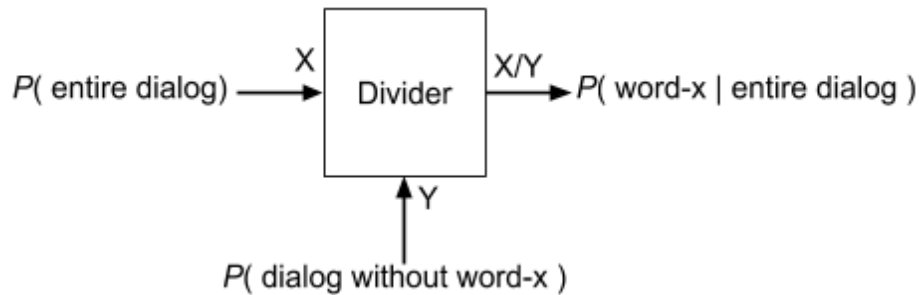 X
X/Y
P( entire dialog)
Divider
P( word-x | entire dialog )
Y
P( dialog without word-x )